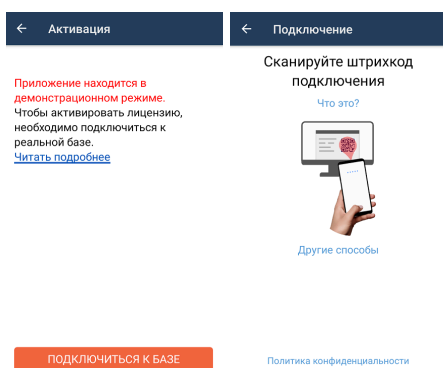 Активация
Приложение находится в
демонстрационном режиме.
Чтобы активировать лицензию,
необходимо подключиться к
реальной базе.
Читать подробнее
ПОДКЛЮЧИТЬСЯ К БАЗЕ
Подключение
Сканируйте штрихкод
подключения
Что это?
Другие способы
Политика конфиденциальности